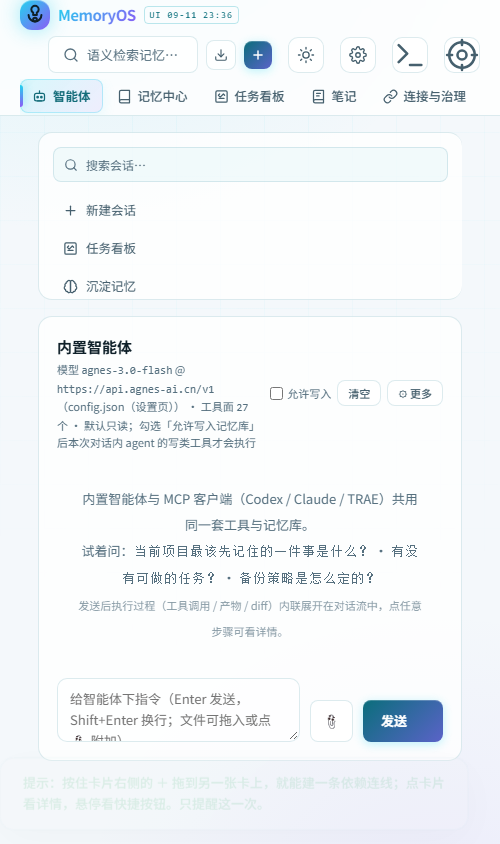 MemoryOS UI 09-11 23:36
语义检索记忆…
智能体 记忆中心 任务看板 笔记 连接与治理
搜索会话…
新建会话
任务看板
沉淀记忆
内置智能体
模型 agnes-3.0-flash @
https://api.agnes-ai.cn/v1
（config.json（设置页）） · 工具面 27
个 · 默认只读；勾选「允许写入记忆库」
后本次对话内 agent 的写类工具才会执行
允许写入 清空 ⊙ 更多
内置智能体与 MCP 客户端（Codex / Claude / TRAE）共用
同一套工具与记忆库。
试着问：当前项目最该先记住的一件事是什么？ · 有没
有可做的任务？ · 备份策略是怎么定的？
发送后执行过程（工具调用 / 产物 / diff）内联展开在对话流中，点任意
步骤可看详情。
给智能体下指令（Enter 发送，
Shift+Enter 换行；文件可拖入或点
附加）
发送
提示：按住卡片右侧的 ＋ 拖到另一张卡上，就能建一条依赖连线；点卡片
看详情，悬停看快捷按钮。只提醒这一次。